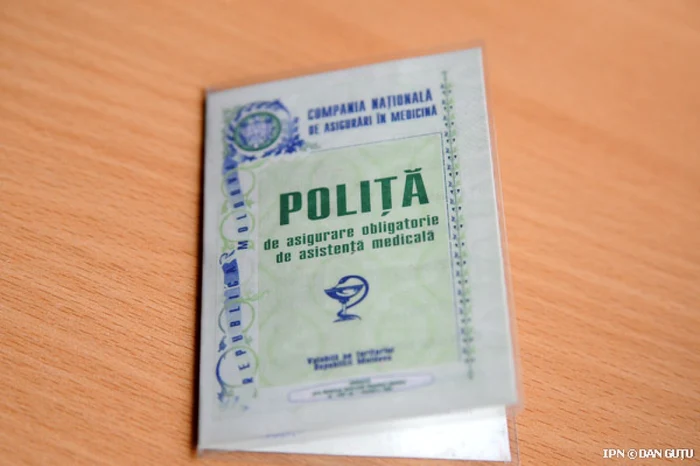 COMPANIA NAȚIONALĂ
DE ASIGURĂRI ÎN MEDICINĂ
REPUBLICA MOLDOVA
POLIȚĂ
de asigurare obligatorie
de asistență medicală
Valabilă pe teritoriul
Republicii Moldova
IPN © DAN GUȚU